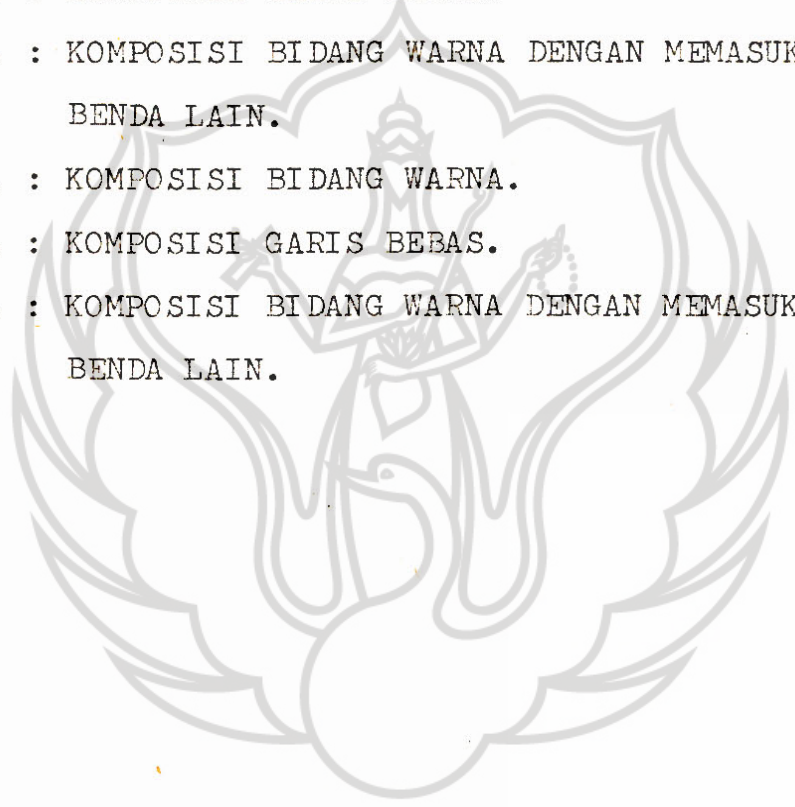 : KOMPOSISI BIDANG WARNA DENGAN MEMASUK
BENDA LAIN.
: KOMPOSISI BIDANG WARNA.
: KOMPOSISI GARIS BEBAS.
: KOMPOSISI BIDANG WARNA DENGAN MEMASUK
BENDA LAIN.